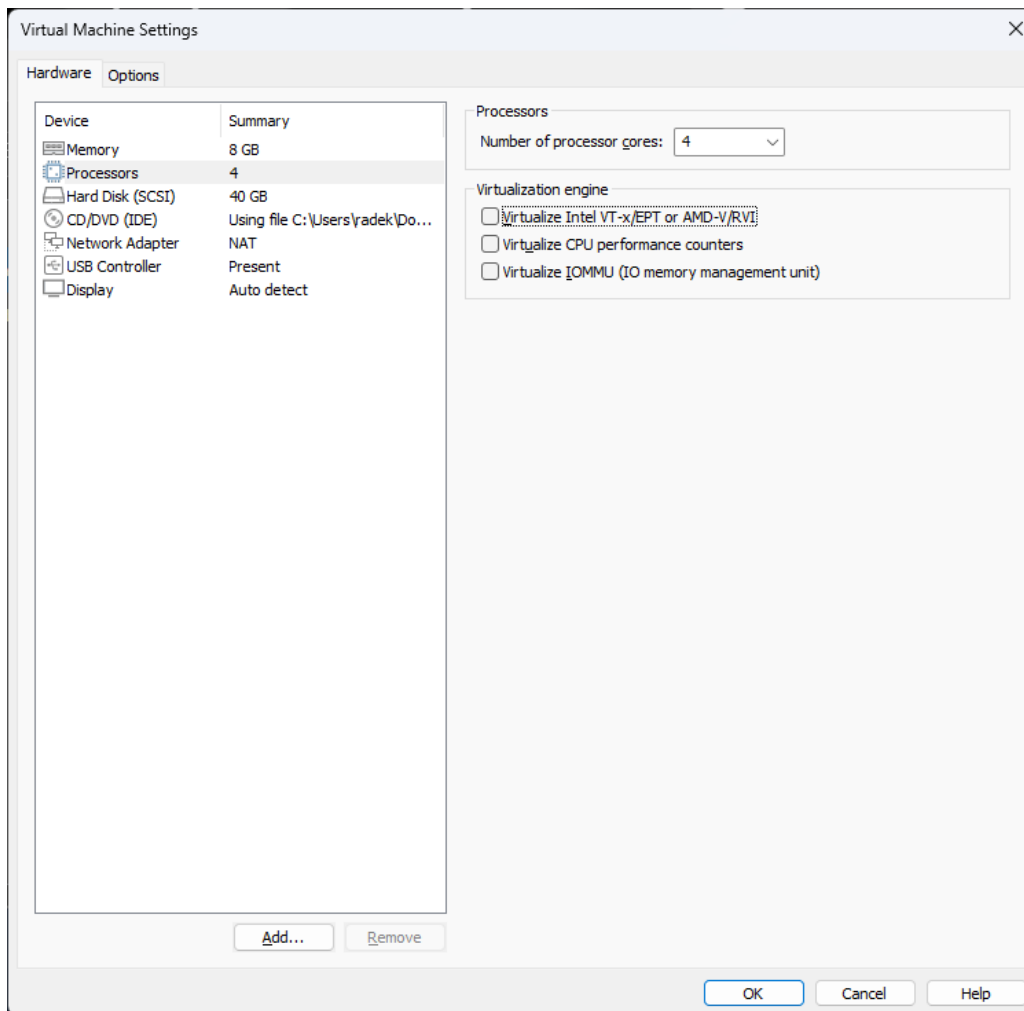 Virtual Machine Settings
Hardware Options
Device Summary
Memory 8 GB
Processors 4
Hard Disk (SCSI) 40 GB
CD/DVD (IDE) Using file C:\Users\radek\Do...
Network Adapter NAT
USB Controller Present
Display Auto detect
Add... Remove
Processors
Number of processor cores: 4
Virtualization engine
Virtualize Intel VT-x/EPT or AMD-V/RVI
Virtualize CPU performance counters
Virtualize IOMMU (IO memory management unit)
OK Cancel Help